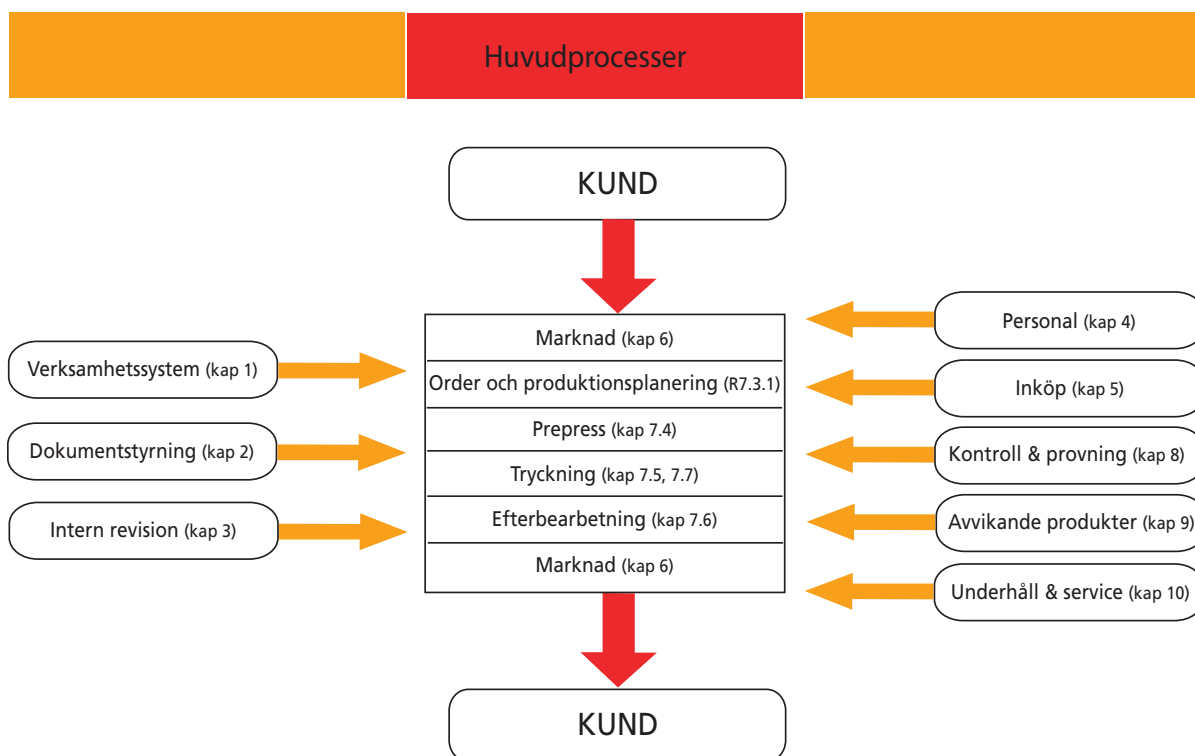 Huvudprocesser
KUND
Marknad (kap 6)
Order och produktionsplanering (R7.3.1)
Prepress (kap 7.4)
Tryckning (kap 7.5, 7.7)
Efterbearbetning (kap 7.6)
Marknad (kap 6)
Verksamhetssystem (kap 1)
Dokumentstyrning (kap 2)
Intern revision (kap 3)
Personal (kap 4)
Inköp (kap 5)
Kontroll & provning (kap 8)
Avvikande produkter (kap 9)
Underhåll & service (kap 10)
KUND